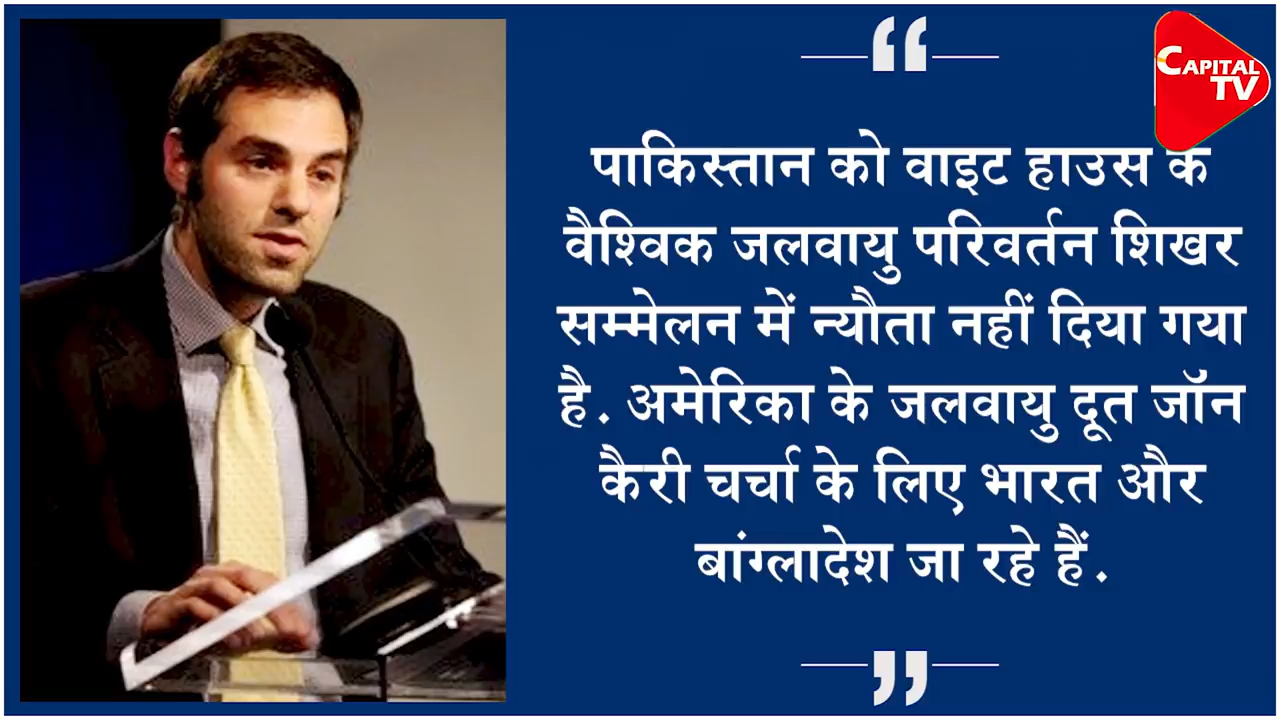 “
CAPITAL
TV
पाकिस्तान को वाइट हाउस के
वैश्विक जलवायु परिवर्तन शिखर
सम्मेलन में न्यौता नहीं दिया गया
है. अमेरिका के जलवायु दूत जॉन
कैरी चर्चा के लिए भारत और
बांग्लादेश जा रहे हैं.
”